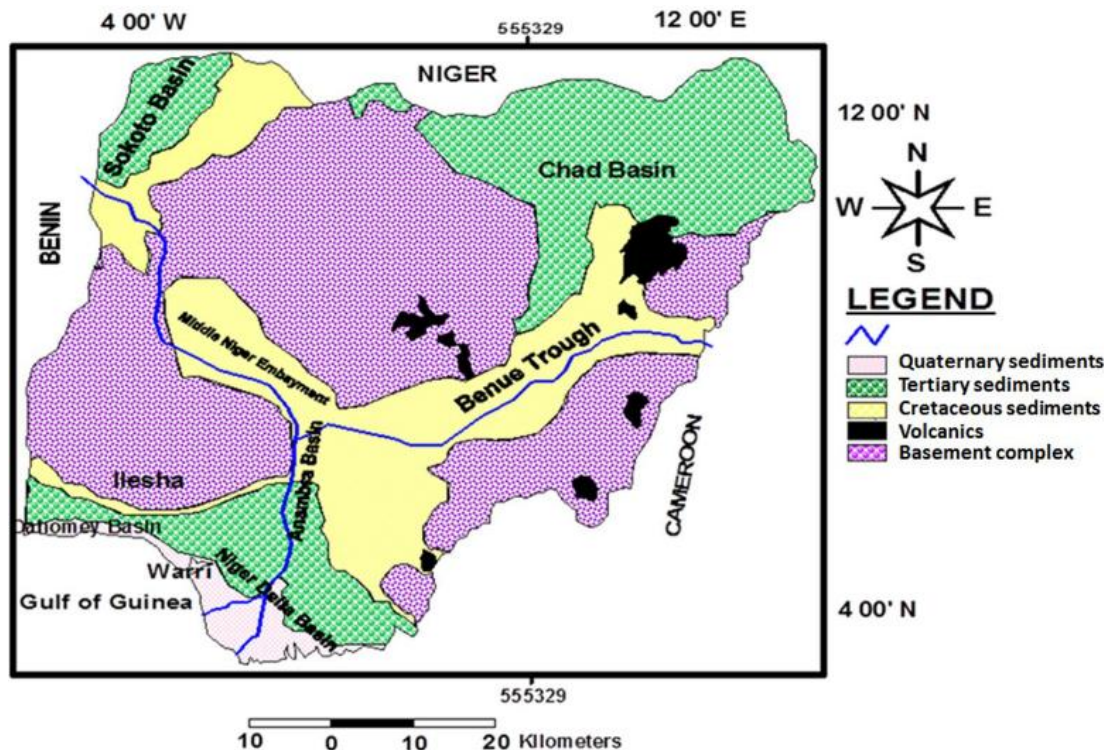 4 00' W
555329
12 00' E
NIGER
Sokoto Basin
12 00' N
Chad Basin
N
W
E
S
BENIN
LEGEND
Middle Niger Embayment
Benue Trough
Quaternary sediments
Tertiary sediments
Cretaceous sediments
Volcanics
Basement complex
Anambra Basin
Ilesha
CAMEROON
Dahomey Basin
Warri
Niger Delta Basin
Gulf of Guinea
4 00' N
555329
10 0 10 20 Kilometers